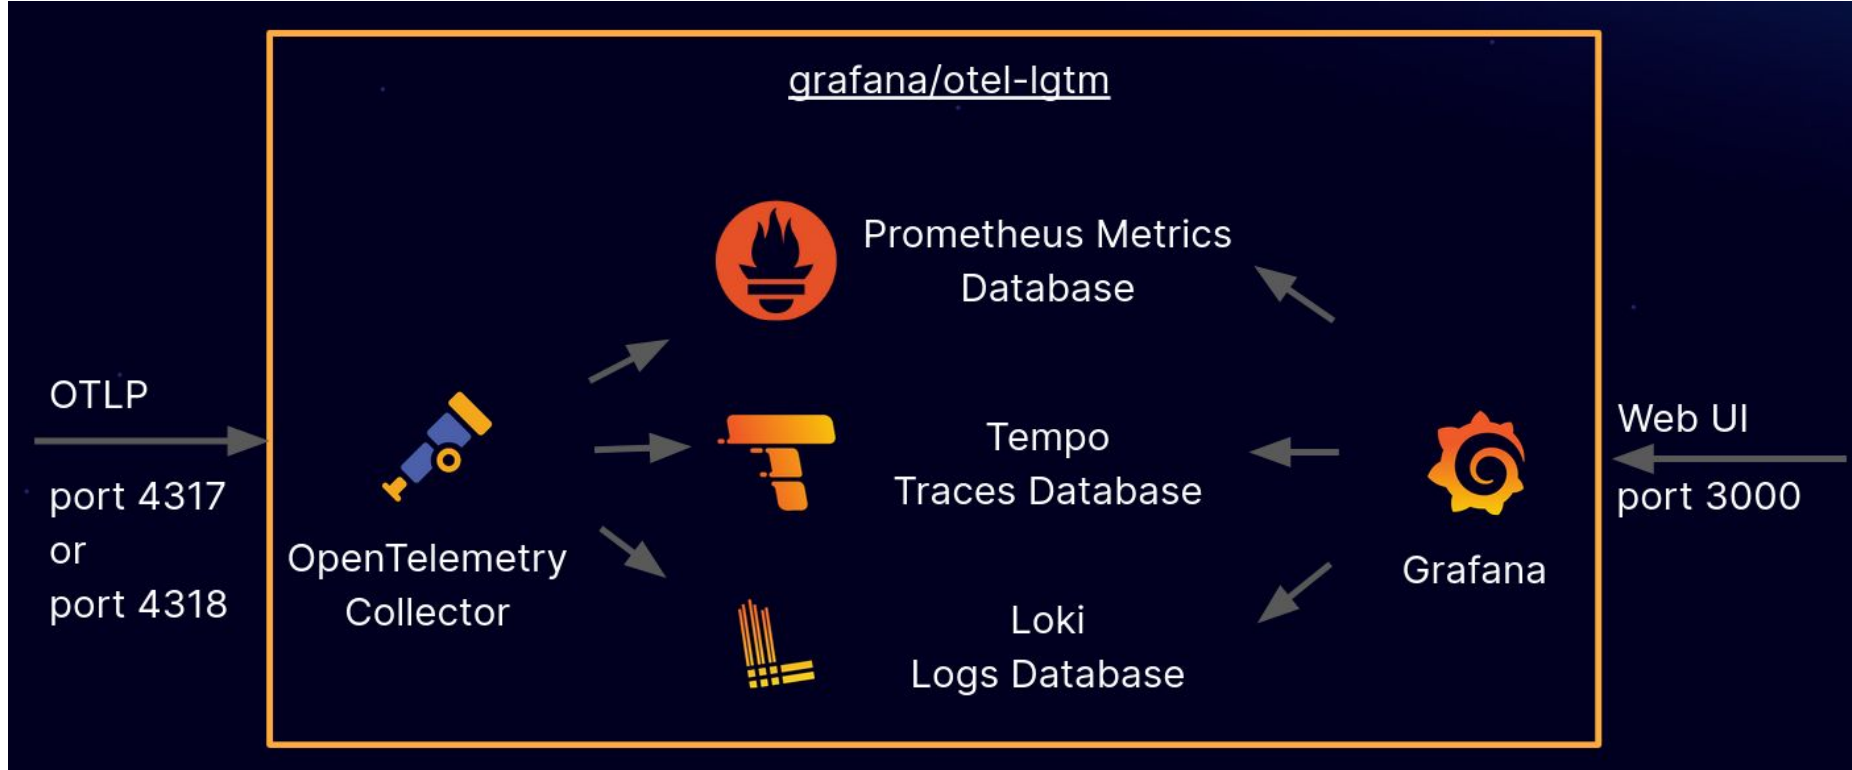 grafana/otel-lgtm
OTLP
port 4317
or
port 4318
OpenTelemetry
Collector
Prometheus Metrics
Database
Tempo
Traces Database
Loki
Logs Database
Grafana
Web UI
port 3000